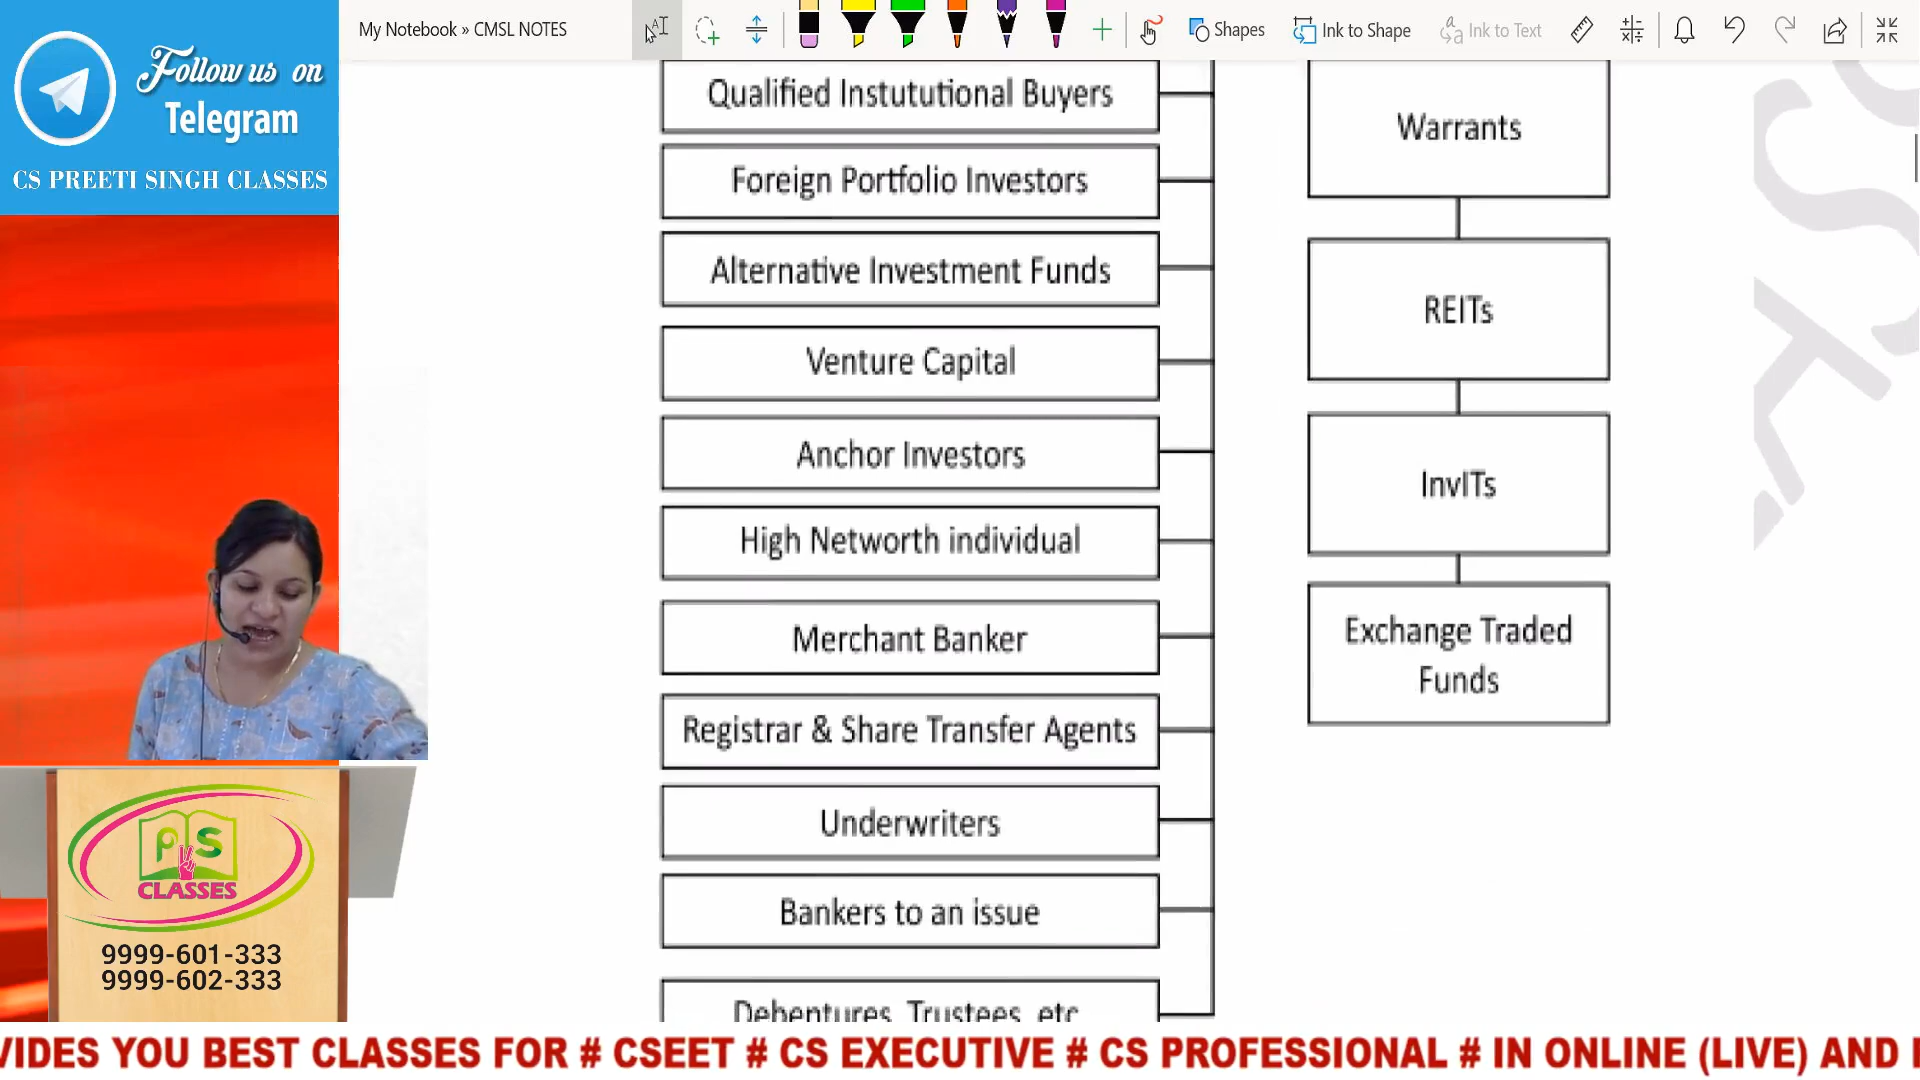 Follow us on
Telegram
CS PREETI SINGH CLASSES
My Notebook » CMSL NOTES
Shapes
Ink to Shape
Ink to Text
Qualified Instututional Buyers
Foreign Portfolio Investors
Alternative Investment Funds
Venture Capital
Anchor Investors
High Networth individual
Merchant Banker
Registrar & Share Transfer Agents
Underwriters
Bankers to an issue
Debentures, Trustees, etc
Warrants
REITs
InvITs
Exchange Traded
Funds
PS
CLASSES
9999-601-333
9999-602-333
VIDES YOU BEST CLASSES FOR # CSEET # CS EXECUTIVE # CS PROFESSIONAL # IN ONLINE (LIVE) AND